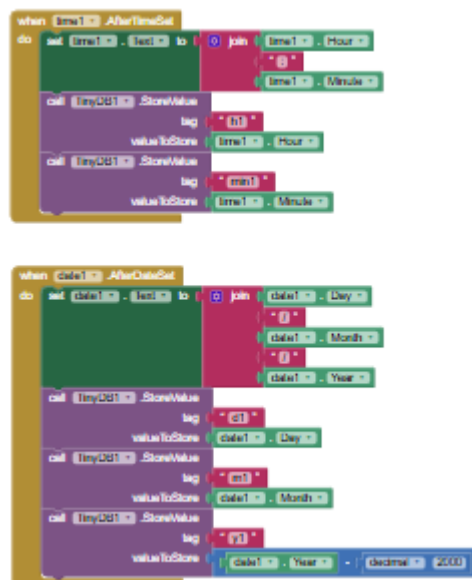 when time1 .AfterTimeSet
do set time1 . Text to join time1 . Hour
" : "
time1 . Minute
call TinyDB1 .StoreValue
tag " h1 "
valueToStore time1 . Hour
call TinyDB1 .StoreValue
tag " min1 "
valueToStore time1 . Minute
when date1 .AfterDateSet
do set date1 . Text to join date1 . Day
" / "
date1 . Month
" / "
date1 . Year
call TinyDB1 .StoreValue
tag " d1 "
valueToStore date1 . Day
call TinyDB1 .StoreValue
tag " m1 "
valueToStore date1 . Month
call TinyDB1 .StoreValue
tag " y1 "
valueToStore date1 . Year - decimal 2000